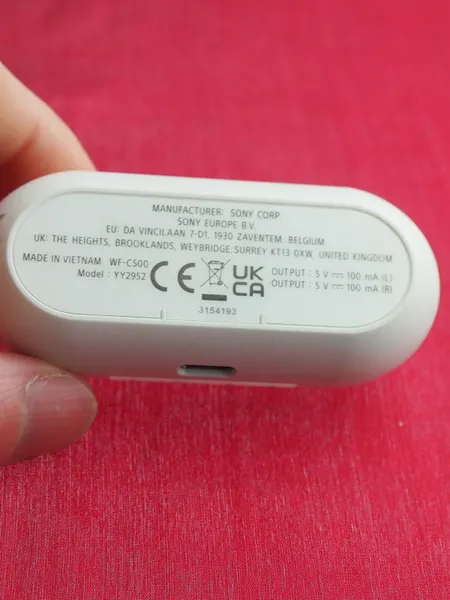 MANUFACTURER: SONY CORP
SONY EUROPE B.V.
EU: DA VINCILAAN 7-D1, 1930 ZAVENTEM, BELGIUM
UK: THE HEIGHTS, BROOKLANDS, WEYBRIDGE, SURREY KT13 0XW, UNITED KINGDOM
MADE IN VIETNAM WF-C500
Model : YY2952
CE
UK
CA
OUTPUT : 5 V ⎓ 100 mA (L)
OUTPUT : 5 V ⎓ 100 mA (R)
3154193